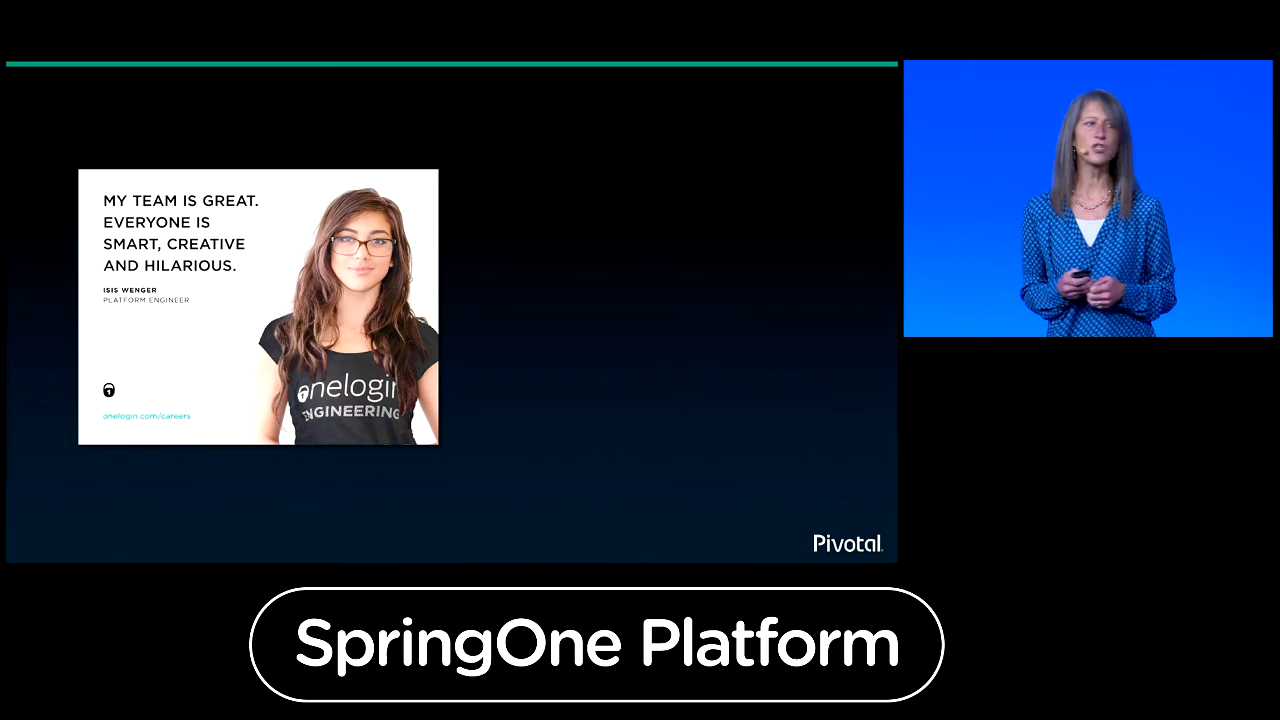 MY TEAM IS GREAT.
EVERYONE IS
SMART, CREATIVE
AND HILARIOUS.
ISIS WENGER
PLATFORM ENGINEER
onelogin.com/careers
onelogin
ENGINEERING
Pivotal
SpringOne Platform